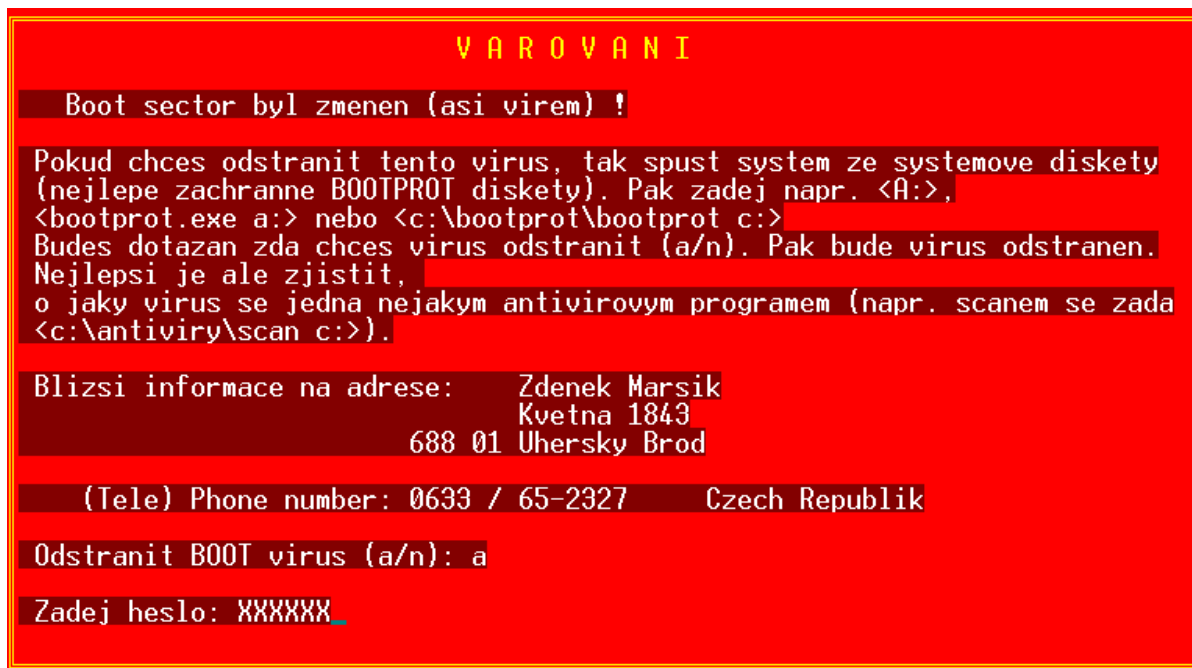 V A R O V A N I
Boot sector byl zmenen (asi virem) !
Pokud chces odstranit tento virus, tak spust system ze systemove diskety
(nejlepe zachranne BOOTPROT diskety). Pak zadej napr. <A:>,
<bootprot.exe a:> nebo <c:\bootprot\bootprot c:>
Budes dotazan zda chces virus odstranit (a/n). Pak bude virus odstranen.
Nejlepsi je ale zjistit,
o jaky virus se jedna nejakym antivirovym programem (napr. scanem se zada
<c:\antiviry\scan c:>).
Blizsi informace na adrese: Zdenek Marsik
Kvetna 1843
688 01 Uhersky Brod
(Tele) Phone number: 0633 / 65-2327 Czech Republik
Odstranit BOOT virus (a/n): a
Zadej heslo: XXXXXX_